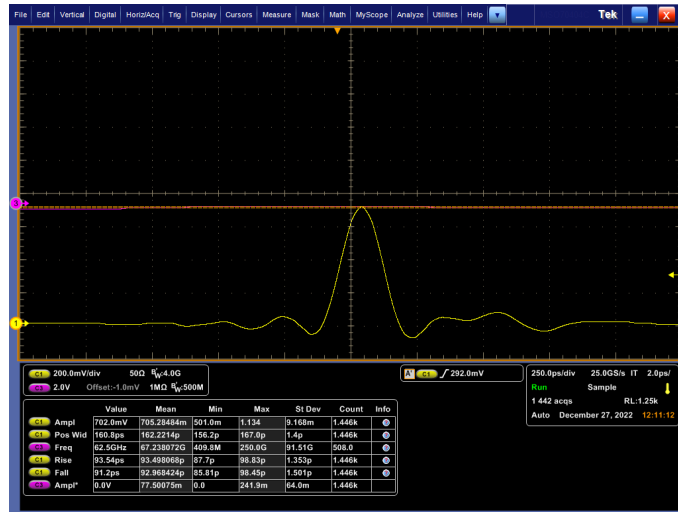 File Edit Vertical Digital Horiz/Acq Trig Display Cursors Measure Mask Math MyScope Analyze Utilities Help Tek X
3
1
C1 200.0mV/div 50Ω BW:4.0G
C3 2.0V Offset:-1.0mV 1MΩ BW:500M
A' C1 292.0mV
250.0ps/div 25.0GS/s IT 2.0ps/
Run Sample
1 442 acqs RL:1.25k
Auto December 27, 2022 12:11:12
Value Mean Min Max St Dev Count Info
C1 Ampl 702.0mV 705.28484m 501.0m 1.134 9.168m 1.446k
C1 Pos Wid 160.8ps 162.2214p 156.2p 167.0p 1.4p 1.446k
C3 Freq 62.5GHz 67.238072G 409.8M 250.0G 91.51G 508.0
C1 Rise 93.54ps 93.498068p 87.7p 98.83p 1.353p 1.446k
C1 Fall 91.2ps 92.968424p 85.81p 98.45p 1.501p 1.446k
C3 Ampl* 0.0V 77.50075m 0.0 241.9m 64.0m 1.446k